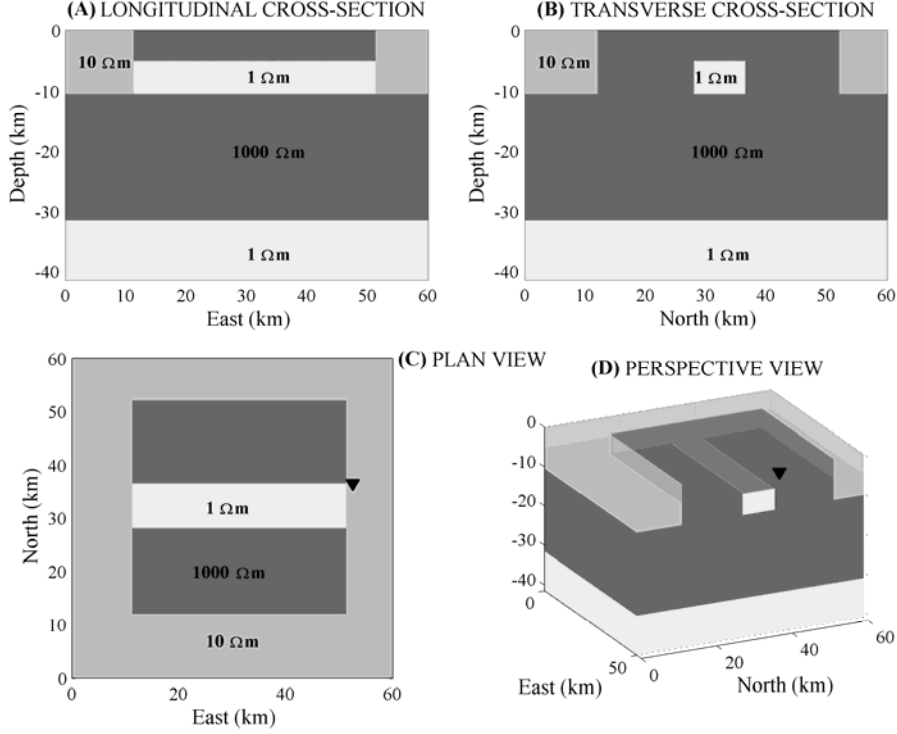 (A) LONGITUDINAL CROSS-SECTION
0
-10
-20
-30
-40
Depth (km)
10 Ωm
1 Ωm
1000 Ωm
1 Ωm
0 10 20 30 40 50 60
East (km)
(B) TRANSVERSE CROSS-SECTION
0
-10
-20
-30
-40
Depth (km)
10 Ωm
1 Ωm
1000 Ωm
1 Ωm
0 10 20 30 40 50 60
North (km)
(C) PLAN VIEW
60
50
40
30
20
10
0
North (km)
1 Ωm
1000 Ωm
10 Ωm
0 20 40 60
East (km)
(D) PERSPECTIVE VIEW
0
-10
-20
-30
-40
0
50
East (km)
0 20 40 60
North (km)